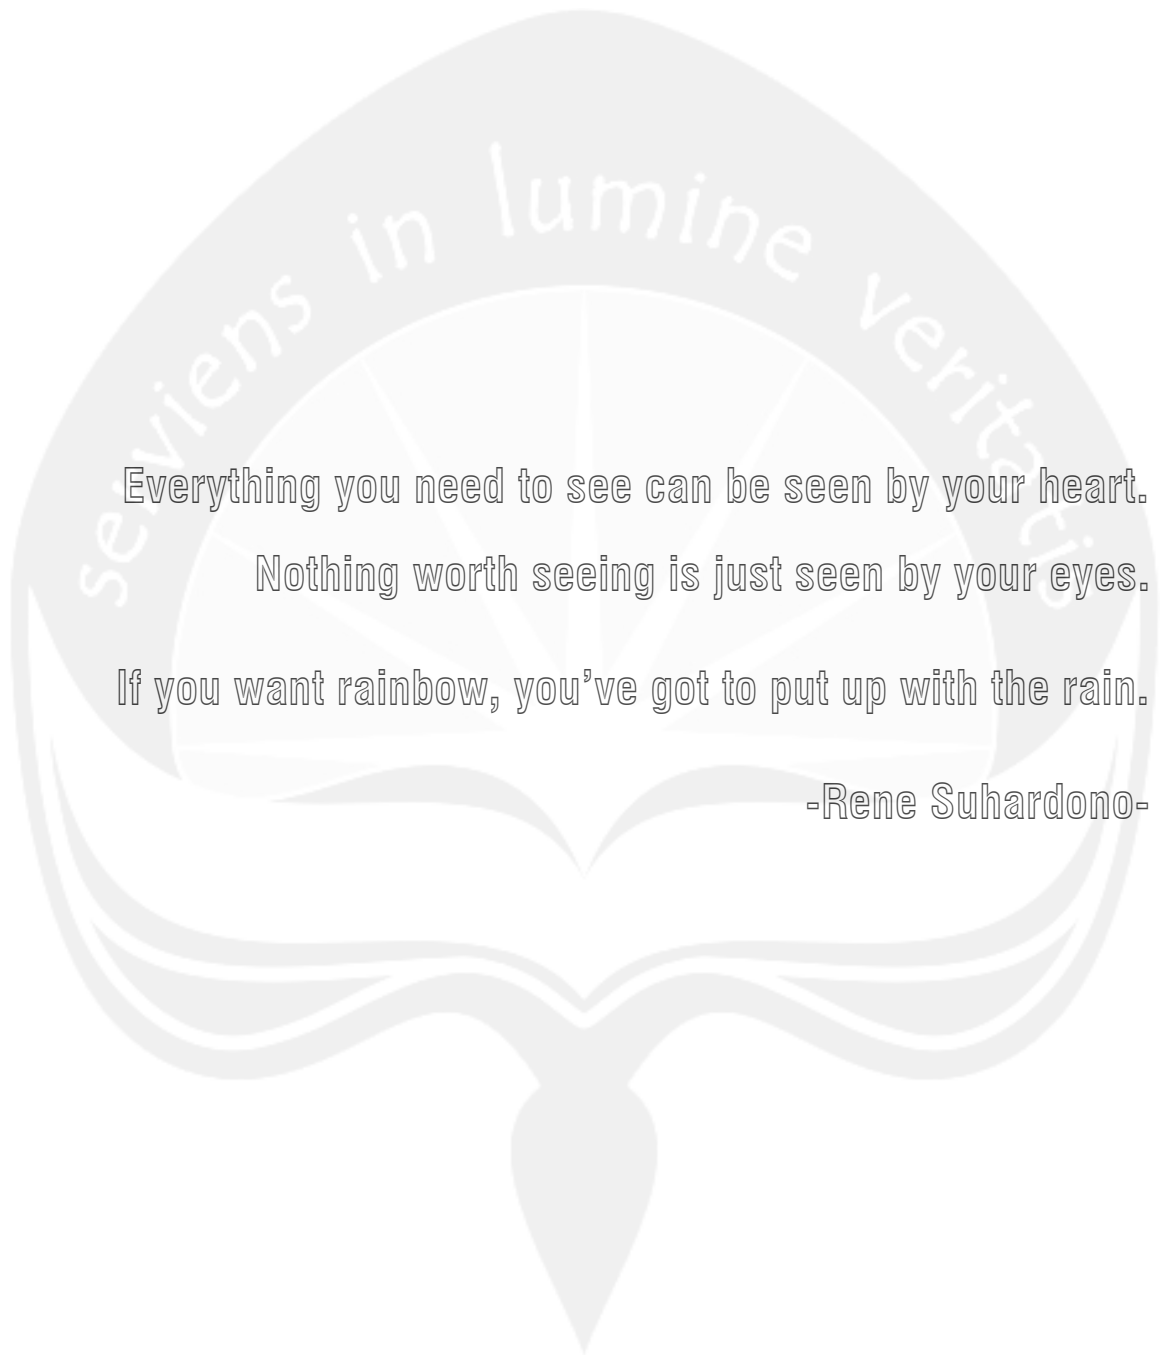 serviens in lumine veritatis
Everything you need to see can be seen by your heart.
Nothing worth seeing is just seen by your eyes.
If you want rainbow, you’ve got to put up with the rain.
-Rene Suhardono-